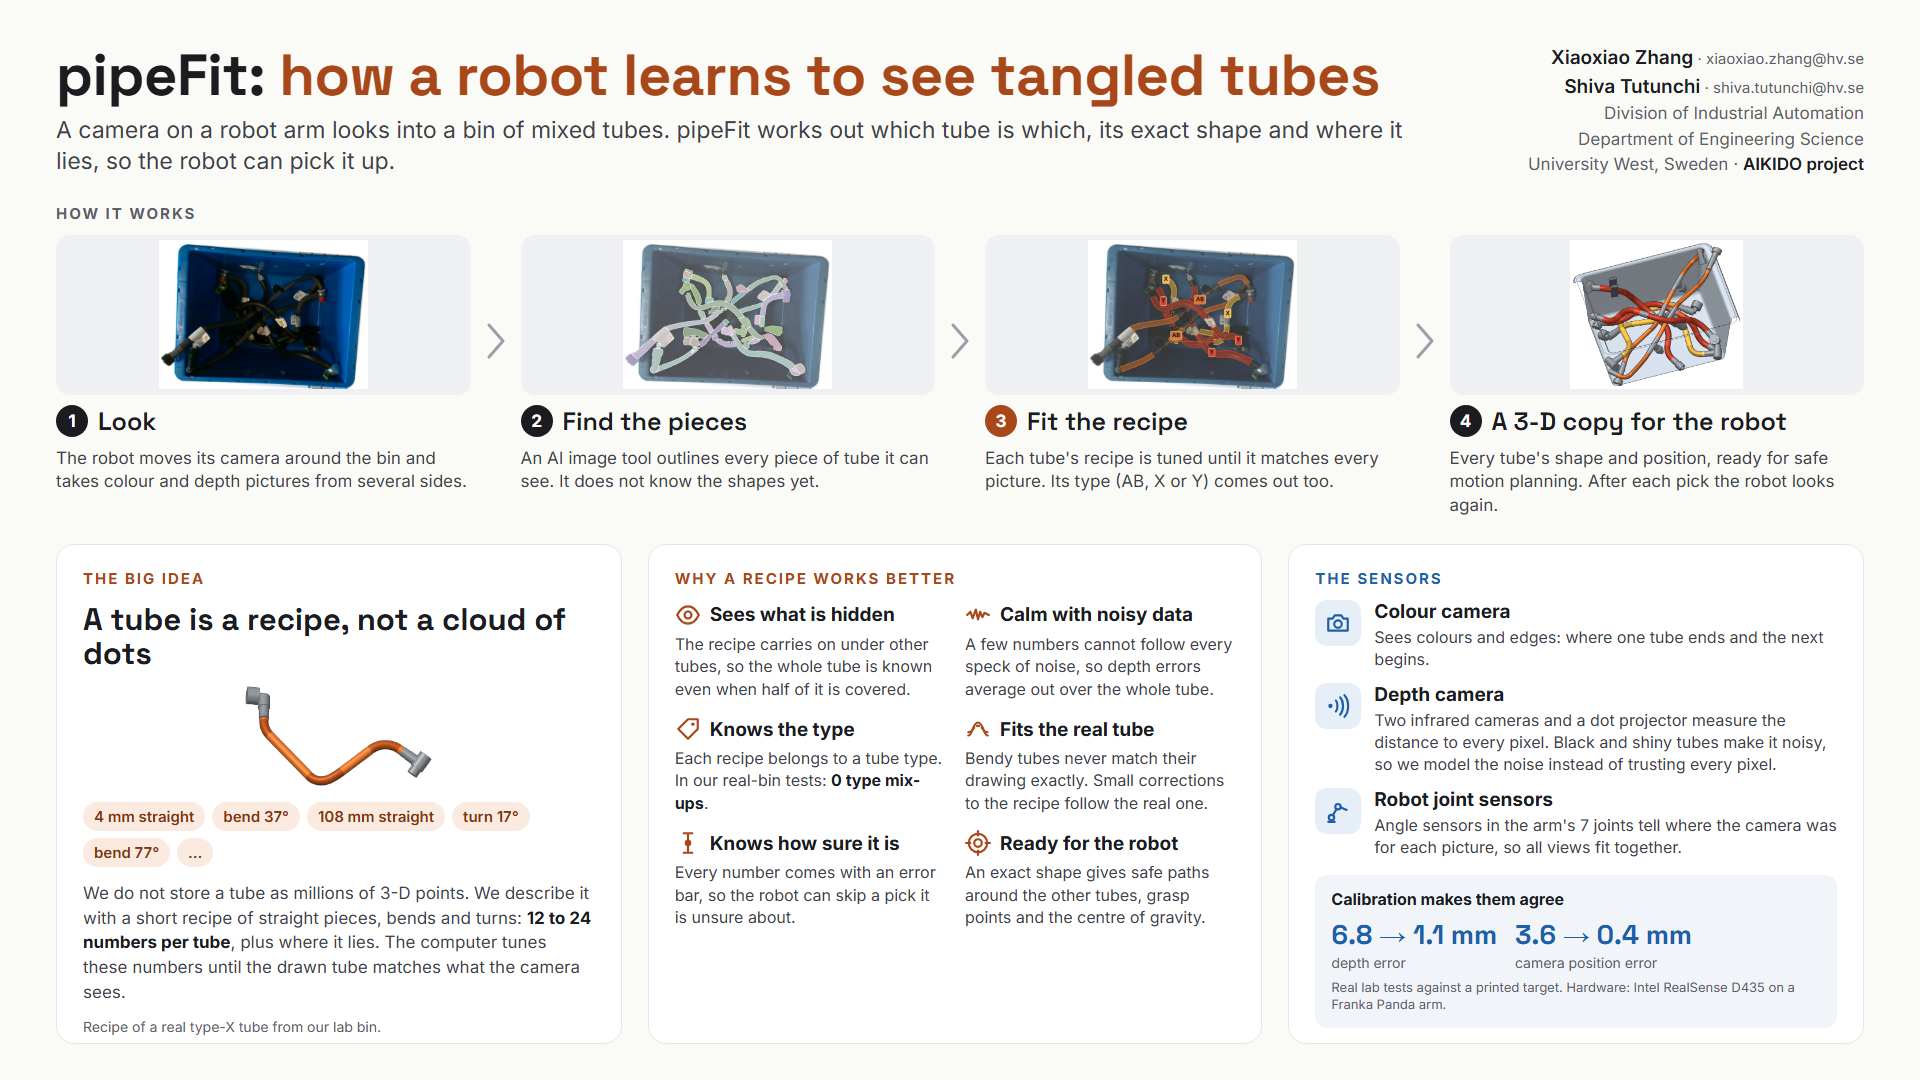 pipeFit: how a robot learns to see tangled tubes
A camera on a robot arm looks into a bin of mixed tubes. pipeFit works out which tube is which, its exact shape and where it
lies, so the robot can pick it up.
Xiaoxiao Zhang · xiaoxiao.zhang@hv.se
Shiva Tutunchi · shiva.tutunchi@hv.se
Division of Industrial Automation
Department of Engineering Science
University West, Sweden · AIKIDO project
HOW IT WORKS
X
Y
AB
X
AB
Y
Y
1 Look
The robot moves its camera around the bin and
takes colour and depth pictures from several sides.
2 Find the pieces
An AI image tool outlines every piece of tube it can
see. It does not know the shapes yet.
3 Fit the recipe
Each tube's recipe is tuned until it matches every
picture. Its type (AB, X or Y) comes out too.
4 A 3-D copy for the robot
Every tube's shape and position, ready for safe
motion planning. After each pick the robot looks
again.
THE BIG IDEA
A tube is a recipe, not a cloud of
dots
4 mm straight bend 37° 108 mm straight turn 17°
bend 77° ...
We do not store a tube as millions of 3-D points. We describe it
with a short recipe of straight pieces, bends and turns: 12 to 24
numbers per tube, plus where it lies. The computer tunes
these numbers until the drawn tube matches what the camera
sees.
Recipe of a real type-X tube from our lab bin.
WHY A RECIPE WORKS BETTER
Sees what is hidden
The recipe carries on under other
tubes, so the whole tube is known
even when half of it is covered.
Calm with noisy data
A few numbers cannot follow every
speck of noise, so depth errors
average out over the whole tube.
Knows the type
Each recipe belongs to a tube type.
In our real-bin tests: 0 type mix-
ups.
Fits the real tube
Bendy tubes never match their
drawing exactly. Small corrections
to the recipe follow the real one.
Knows how sure it is
Every number comes with an error
bar, so the robot can skip a pick it
is unsure about.
Ready for the robot
An exact shape gives safe paths
around the other tubes, grasp
points and the centre of gravity.
THE SENSORS
Colour camera
Sees colours and edges: where one tube ends and the next
begins.
Depth camera
Two infrared cameras and a dot projector measure the
distance to every pixel. Black and shiny tubes make it noisy,
so we model the noise instead of trusting every pixel.
Robot joint sensors
Angle sensors in the arm's 7 joints tell where the camera was
for each picture, so all views fit together.
Calibration makes them agree
6.8 → 1.1 mm 3.6 → 0.4 mm
depth error camera position error
Real lab tests against a printed target. Hardware: Intel RealSense D435 on a
Franka Panda arm.